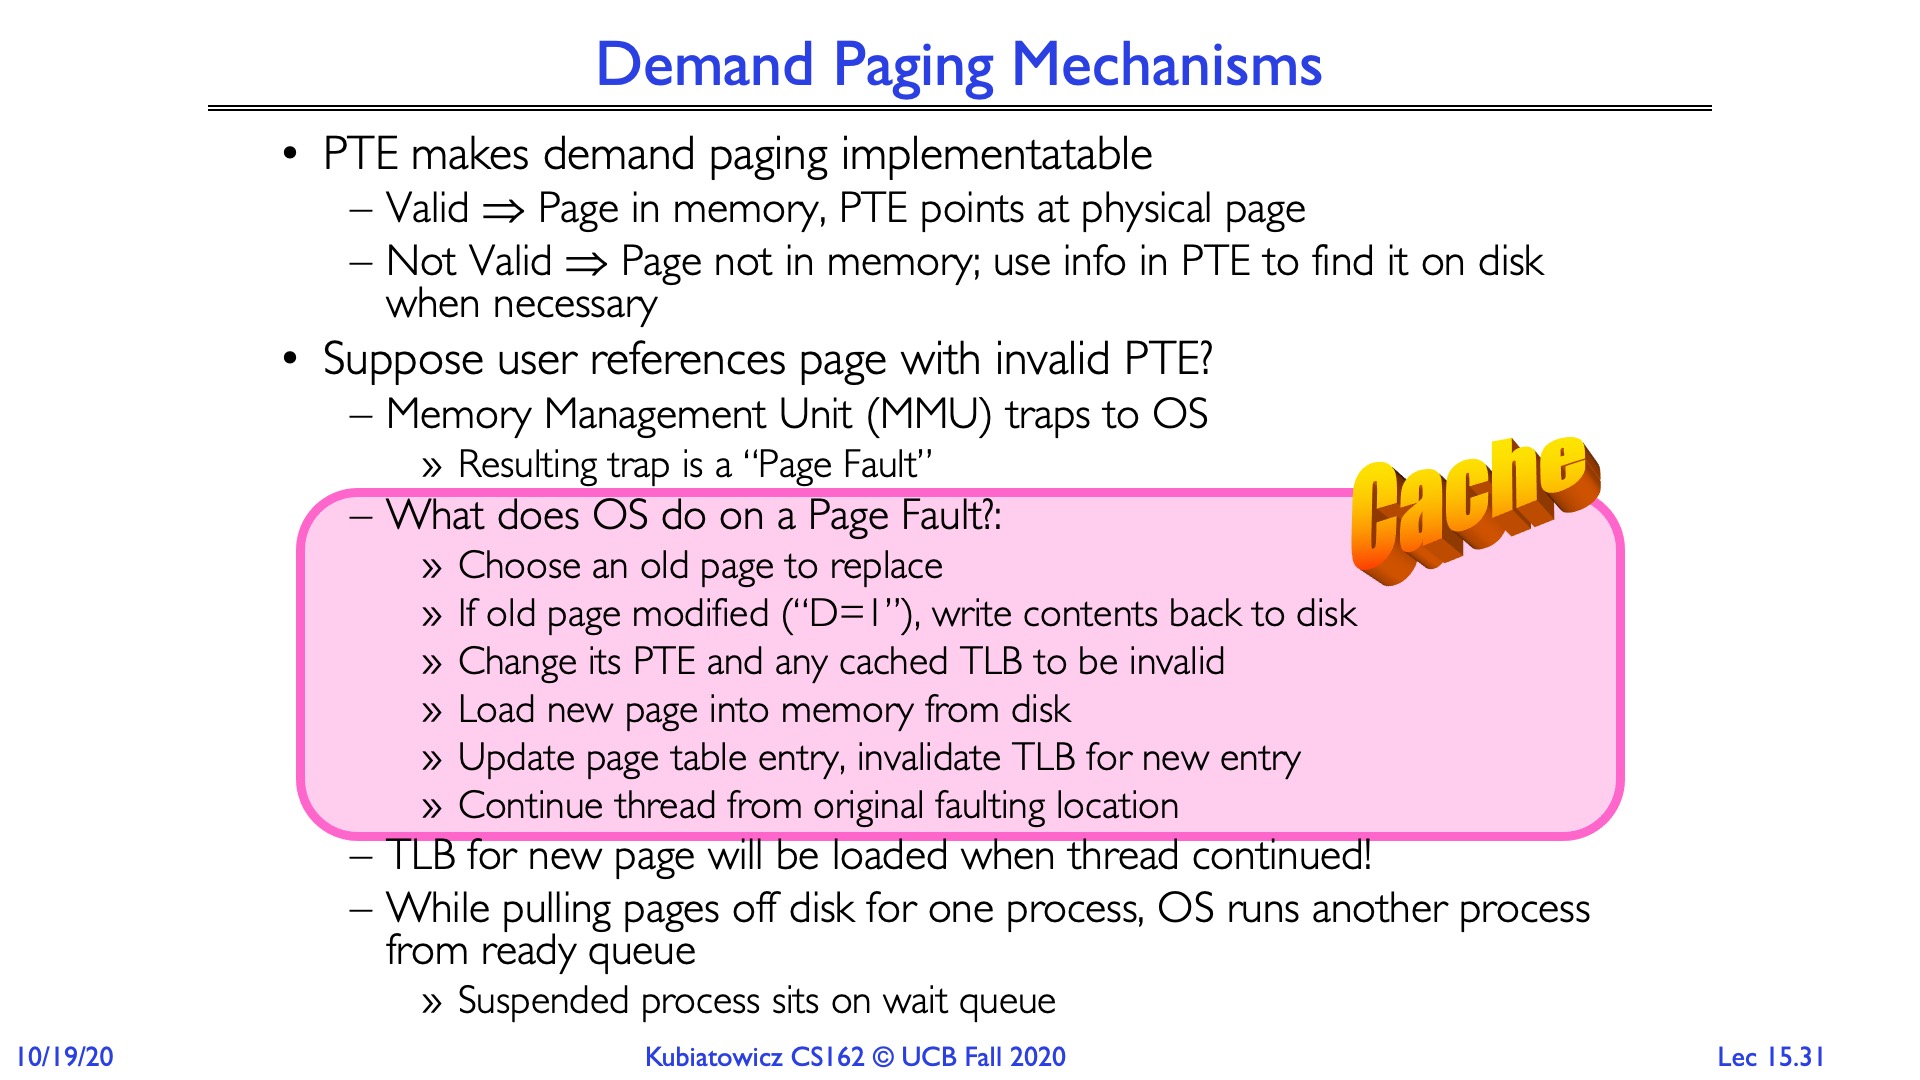 Demand Paging Mechanisms
• PTE makes demand paging implementatable
– Valid ⇒ Page in memory, PTE points at physical page
– Not Valid ⇒ Page not in memory; use info in PTE to find it on disk
when necessary
• Suppose user references page with invalid PTE?
– Memory Management Unit (MMU) traps to OS
» Resulting trap is a “Page Fault”
Cache
– What does OS do on a Page Fault?:
» Choose an old page to replace
» If old page modified (“D=1”), write contents back to disk
» Change its PTE and any cached TLB to be invalid
» Load new page into memory from disk
» Update page table entry, invalidate TLB for new entry
» Continue thread from original faulting location
– TLB for new page will be loaded when thread continued!
– While pulling pages off disk for one process, OS runs another process
from ready queue
» Suspended process sits on wait queue
10/19/20 Kubiatowicz CS162 © UCB Fall 2020 Lec 15.31